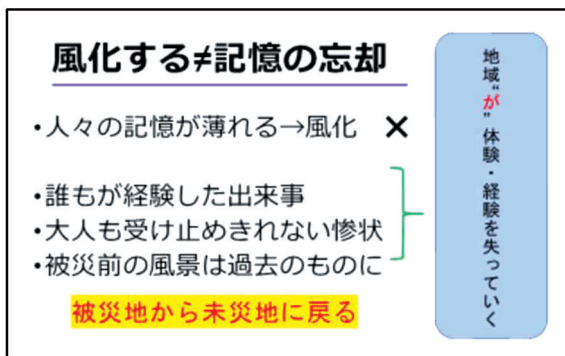 風化する≠記憶の忘却
・人々の記憶が薄れる→風化 ×
・誰もが経験した出来事
・大人も受け止めきれない惨状
・被災前の風景は過去のものに
被災地から未災地に戻る
地域“が”体験・経験を失っていく